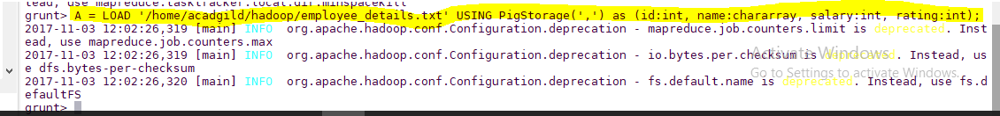 lead, use mapreduce.tasktracker.local.dir.minspacekill
grunt> A = LOAD '/home/acadgild/hadoop/employee_details.txt' USING PigStorage(',') as (id:int, name:chararray, salary:int, rating:int);
2017-11-03 12:02:26,319 [main] INFO  org.apache.hadoop.conf.Configuration.deprecation - mapreduce.job.counters.limit is deprecated. Inst
ead, use mapreduce.job.counters.max
2017-11-03 12:02:26,320 [main] INFO  org.apache.hadoop.conf.Configuration.deprecation - io.bytes.per.checksum is deprecated. Instead, us
e dfs.bytes-per-checksum
2017-11-03 12:02:26,320 [main] INFO  org.apache.hadoop.conf.Configuration.deprecation - fs.default.name is deprecated. Instead, use fs.d
efaultFS
grunt>
Activate Windows
Go to Settings to activate Windows.